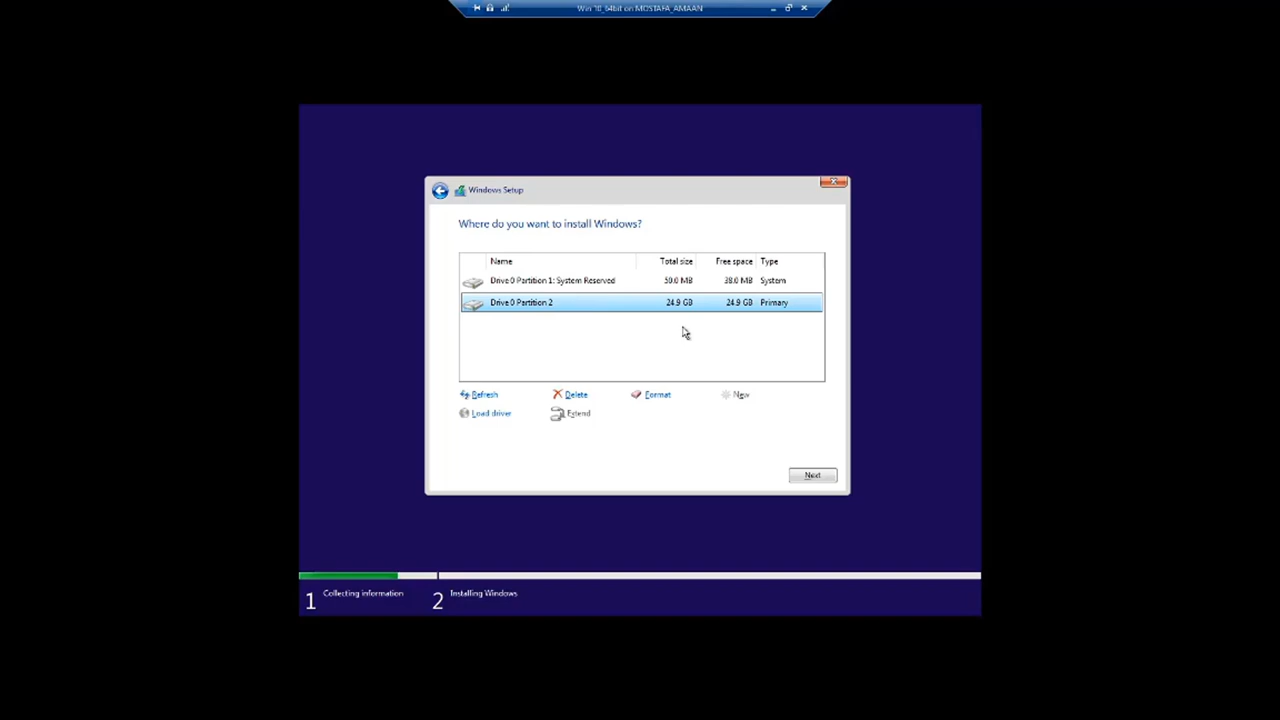 Win 10_64bit on MOSTAFA_AMAAN
Windows Setup
Where do you want to install Windows?
Name Total size Free space Type
Drive 0 Partition 1: System Reserved 50.0 MB 38.0 MB System
Drive 0 Partition 2 24.9 GB 24.9 GB Primary
Refresh Delete Format New
Load driver Extend
Next
1 Collecting information 2 Installing Windows